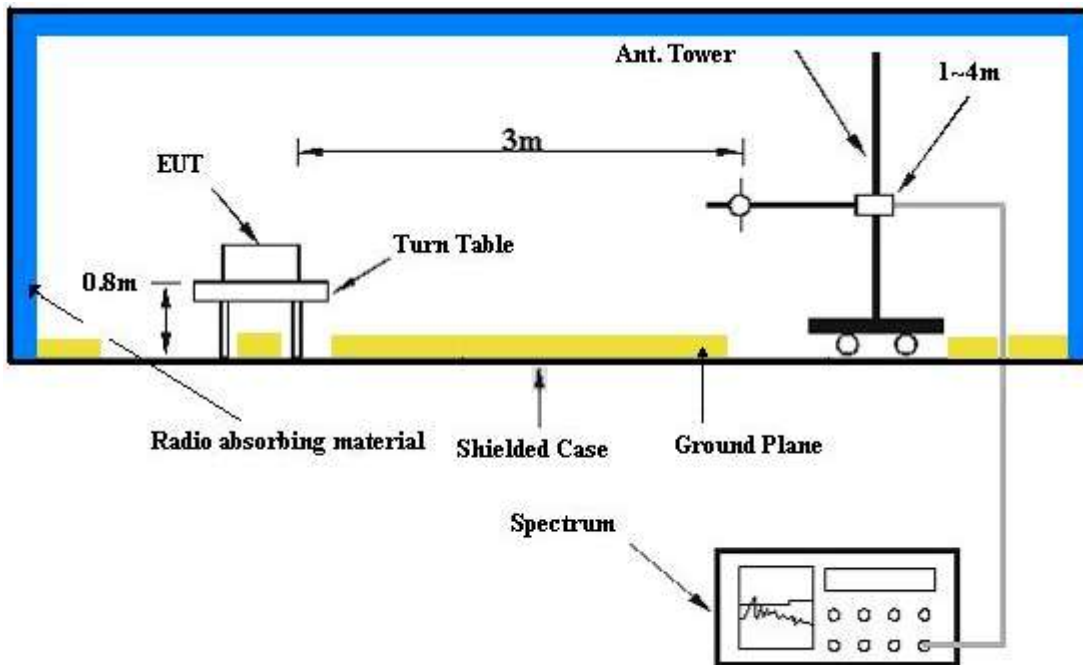 Ant. Tower
1~4m
3m
EUT
Turn Table
0.8m
Radio absorbing material
Shielded Case
Ground Plane
Spectrum